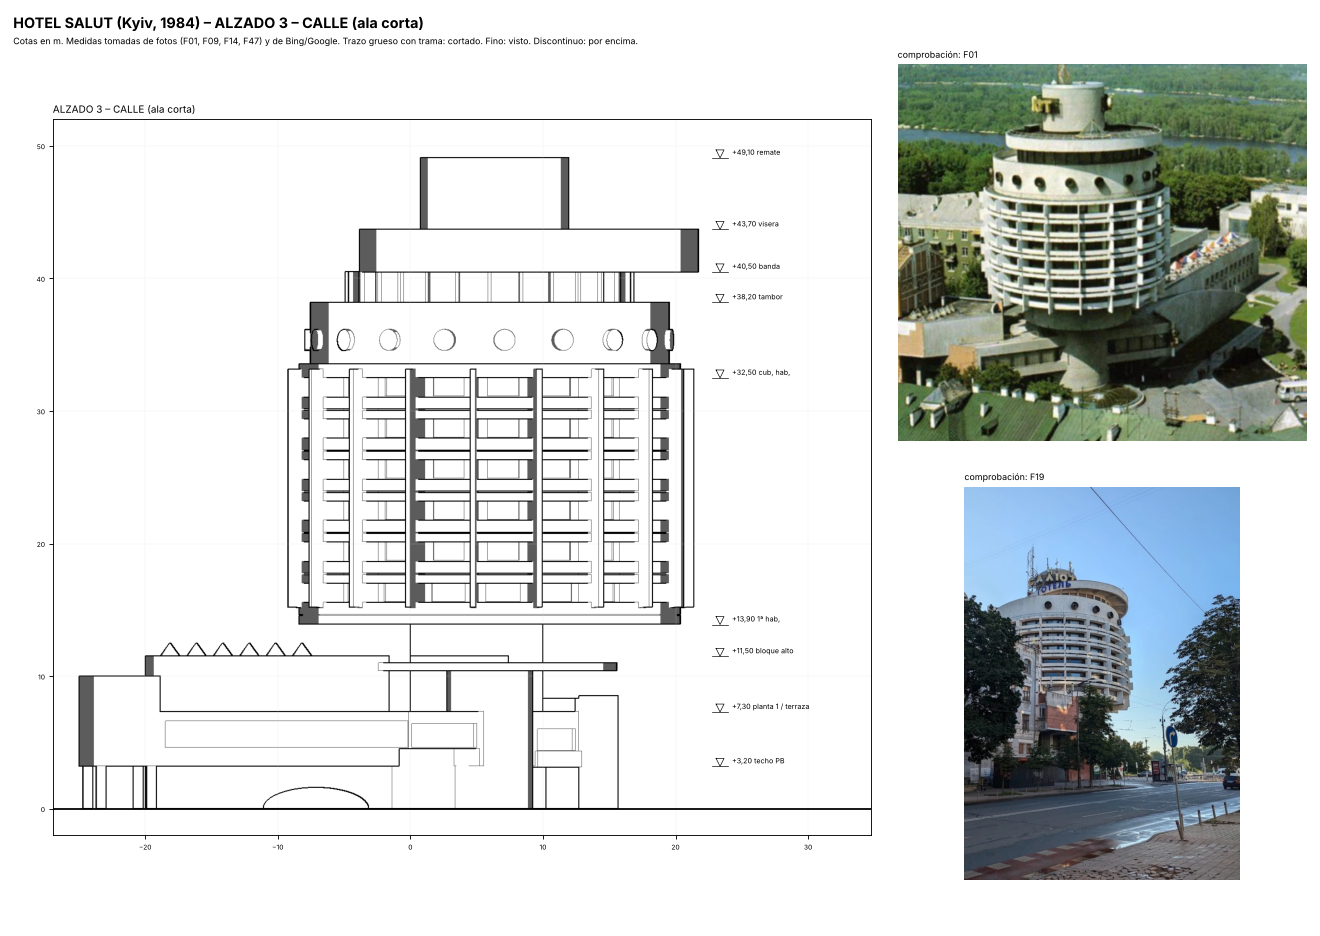 HOTEL SALUT (Kyiv, 1984) – ALZADO 3 – CALLE (ala corta)
Cotas en m. Medidas tomadas de fotos (F01, F09, F14, F47) y de Bing/Google. Trazo grueso con trama: cortado. Fino: visto. Discontinuo: por encima.
comprobación: F01
ALZADO 3 – CALLE (ala corta)
50
+49,10 remate
+43,70 visera
+40,50 banda
40
+38,20 tambor
+32,50 cub, hab,
30
20
+13,90 1ª hab,
+11,50 bloque alto
10
+7,30 planta 1 / terraza
+3,20 techo PB
0
−20
−10
0
10
20
30
comprobación: F19
ГОТЕЛЬ